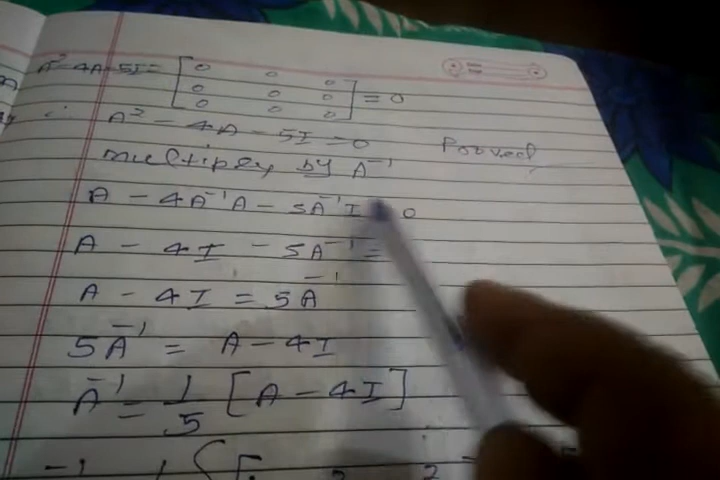 A² - 4A - 5I = [ 0 0 0
0 0 0 = 0
0 0 0 ]
∴ A² - 4A - 5I = 0 Prooved
multiply by A⁻¹
A - 4A⁻¹A - 5A⁻¹I 0
A - 4I - 5A⁻¹ =
A - 4I = 5A⁻¹
5A⁻¹ = A - 4I
A⁻¹ = 1/5 [A - 4I]